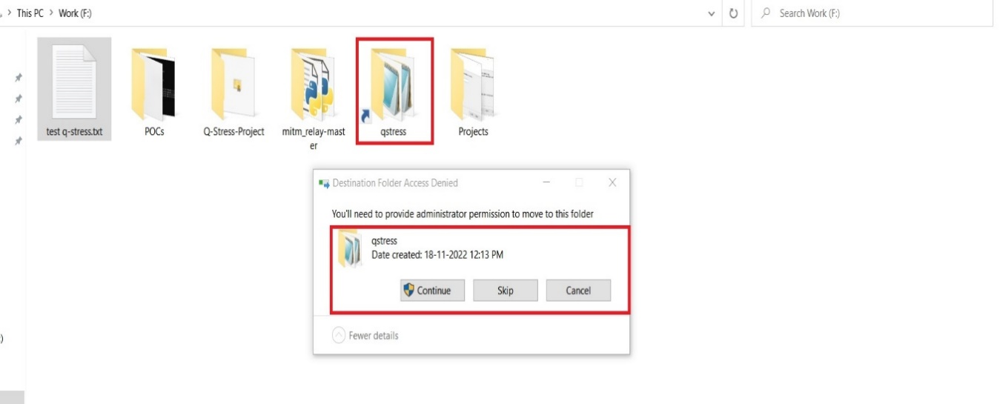 This PC > Work (F:)
Search Work (F:)
test q-stress.txt
POCs
Q-Stress-Project
mitm_relay-mast
er
qstress
Projects
Destination Folder Access Denied
You'll need to provide administrator permission to move to this folder
qstress
Date created: 18-11-2022 12:13 PM
Continue
Skip
Cancel
Fewer details